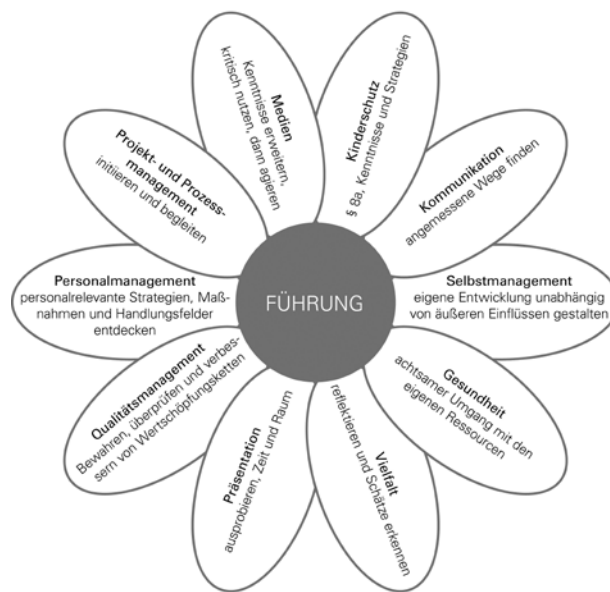 FÜHRUNG
Kinderschutz
§ 8a, Kenntnisse und Strategien
Kommunikation
angemessene Wege finden
Selbstmanagement
eigene Entwicklung unabhängig
von äußeren Einflüssen gestalten
Gesundheit
achtsamer Umgang mit den
eigenen Ressourcen
Vielfalt
reflektieren und Schätze erkennen
Präsentation
ausprobieren, Zeit und Raum
Qualitätsmanagement
Bewahren, überprüfen und verbes-
sern von Wertschöpfungsketten
Personalmanagement
personalrelevante Strategien, Maß-
nahmen und Handlungsfelder
entdecken
Projekt- und Prozess-
management
initiieren und begleiten
Medien
Kenntnisse erweitern,
kritisch nutzen, dann agieren